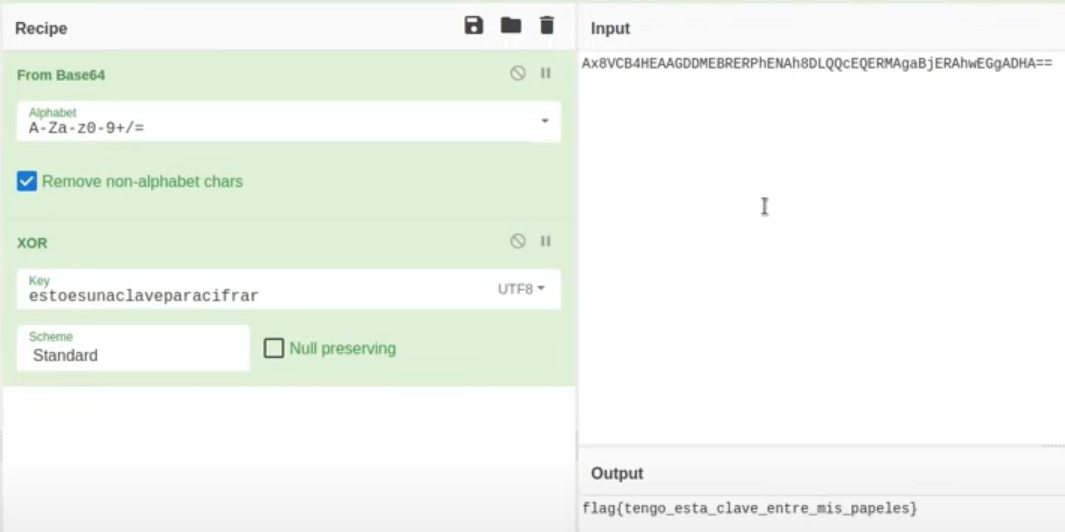 Recipe
Input
From Base64
Alphabet
A-Za-z0-9+/=
Remove non-alphabet chars
XOR
Key
estoesunaclaveparacifrar
UTF8
Scheme
Standard
Null preserving
Ax8VCB4HEAAGDDMEBRERPhENAh8DLQQcEQERMAgaBjERAhwEGgADHA==
Output
flag{tengo_esta_clave_entre_mis_papeles}